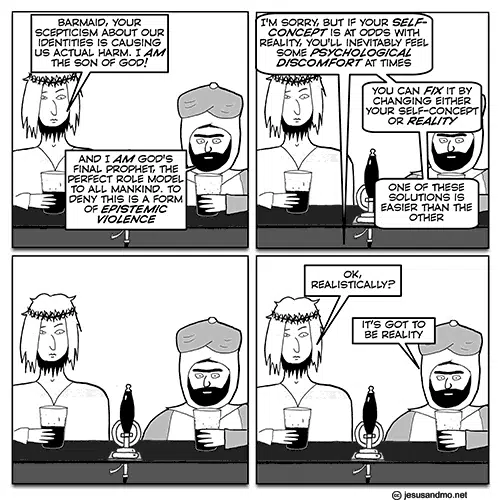 BARMAID, YOUR
SCEPTICISM ABOUT OUR
IDENTITIES IS CAUSING
US ACTUAL HARM. I AM
THE SON OF GOD!
AND I AM GOD'S
FINAL PROPHET, THE
PERFECT ROLE MODEL
TO ALL MANKIND. TO
DENY THIS IS A FORM
OF EPISTEMIC
VIOLENCE
I'M SORRY, BUT IF YOUR SELF-
CONCEPT IS AT ODDS WITH
REALITY, YOU'LL INEVITABLY FEEL
SOME PSYCHOLOGICAL
DISCOMFORT AT TIMES
YOU CAN FIX IT BY
CHANGING EITHER
YOUR SELF-CONCEPT
OR REALITY
ONE OF THESE
SOLUTIONS IS
EASIER THAN THE
OTHER
OK,
REALISTICALLY?
IT'S GOT TO
BE REALITY
cc jesusandmo.net